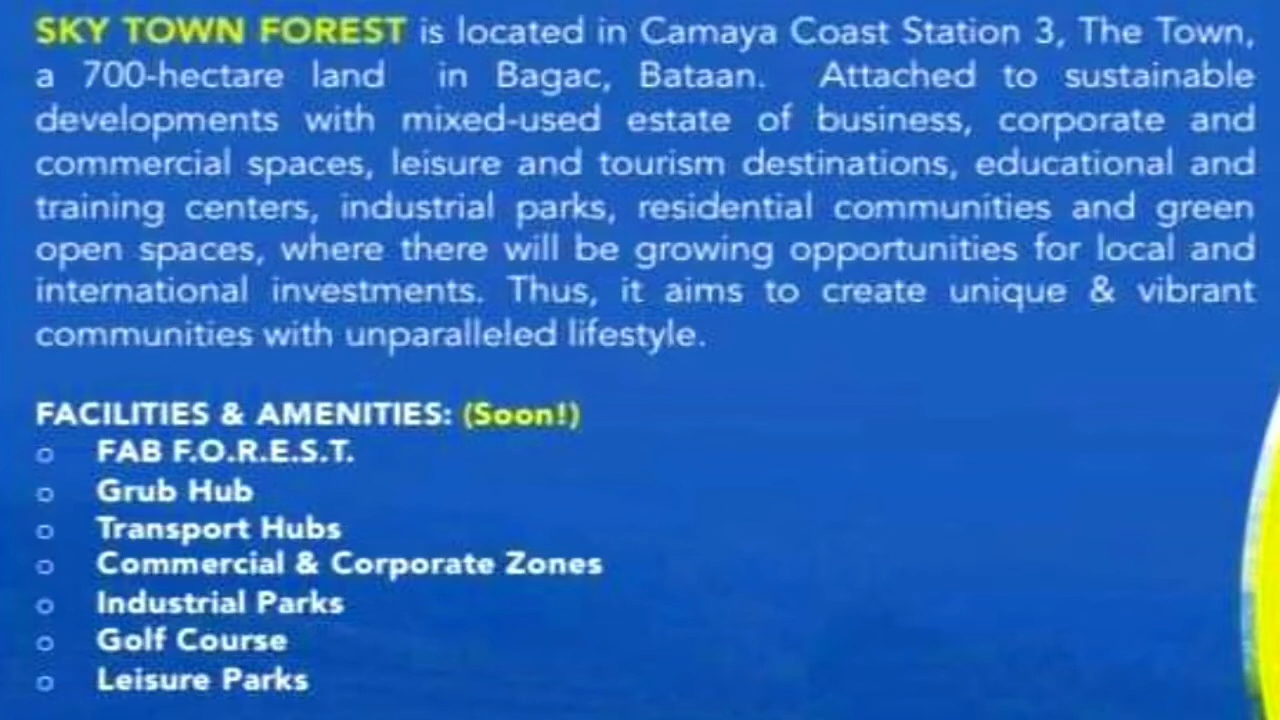 SKY TOWN FOREST is located in Camaya Coast Station 3, The Town,
a 700-hectare land in Bagac, Bataan. Attached to sustainable
developments with mixed-used estate of business, corporate and
commercial spaces, leisure and tourism destinations, educational and
training centers, industrial parks, residential communities and green
open spaces, where there will be growing opportunities for local and
international investments. Thus, it aims to create unique & vibrant
communities with unparalleled lifestyle.
FACILITIES & AMENITIES: (Soon!)
o FAB F.O.R.E.S.T.
o Grub Hub
o Transport Hubs
o Commercial & Corporate Zones
o Industrial Parks
o Golf Course
o Leisure Parks